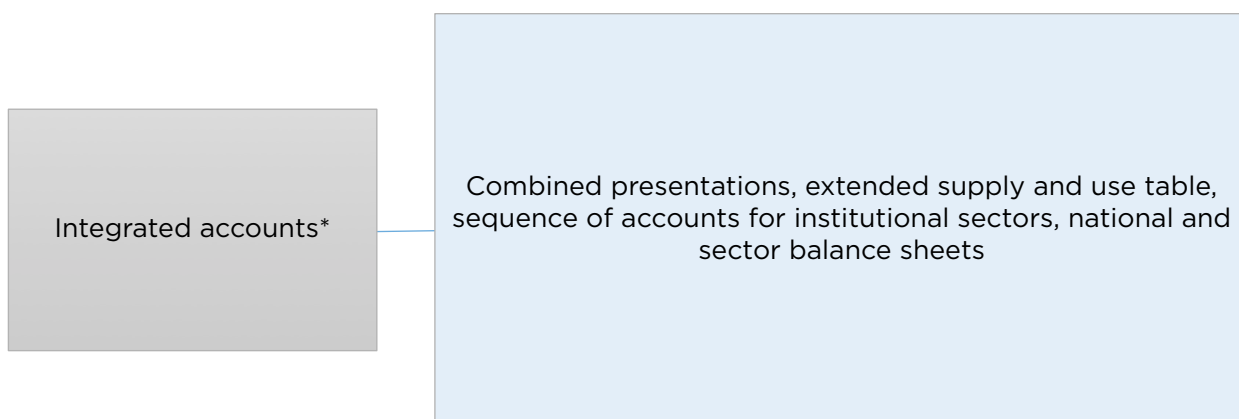 Integrated accounts*
Combined presentations, extended supply and use table,
sequence of accounts for institutional sectors, national and
sector balance sheets